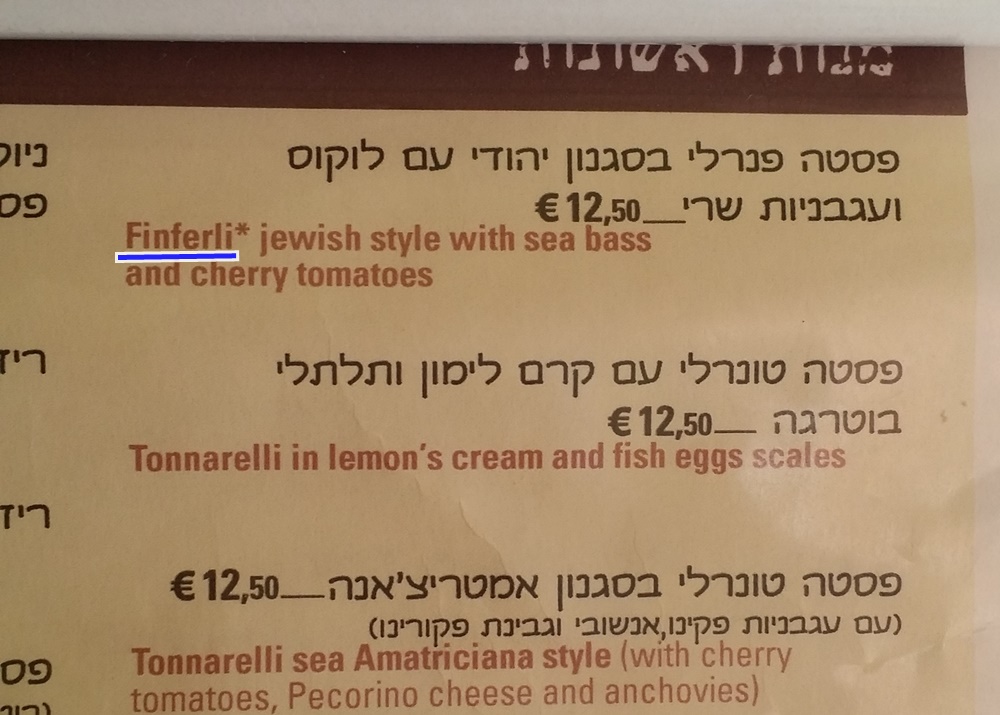 מנות ראשונות
פסטה פנרלי בסגנון יהודי עם לוקוס
ועגבניות שרי___12,50 €
Finferli* jewish style with sea bass
and cherry tomatoes
פסטה טונרלי עם קרם לימון ותלתלי
בוטרגה ___12,50 €
Tonnarelli in lemon's cream and fish eggs scales
פסטה טונרלי בסגנון אמטריצ'אנה___12,50 €
(עם עגבניות פקינו,אנשובי וגבינת פקורינו)
Tonnarelli sea Amatriciana style (with cherry
tomatoes, Pecorino cheese and anchovies)